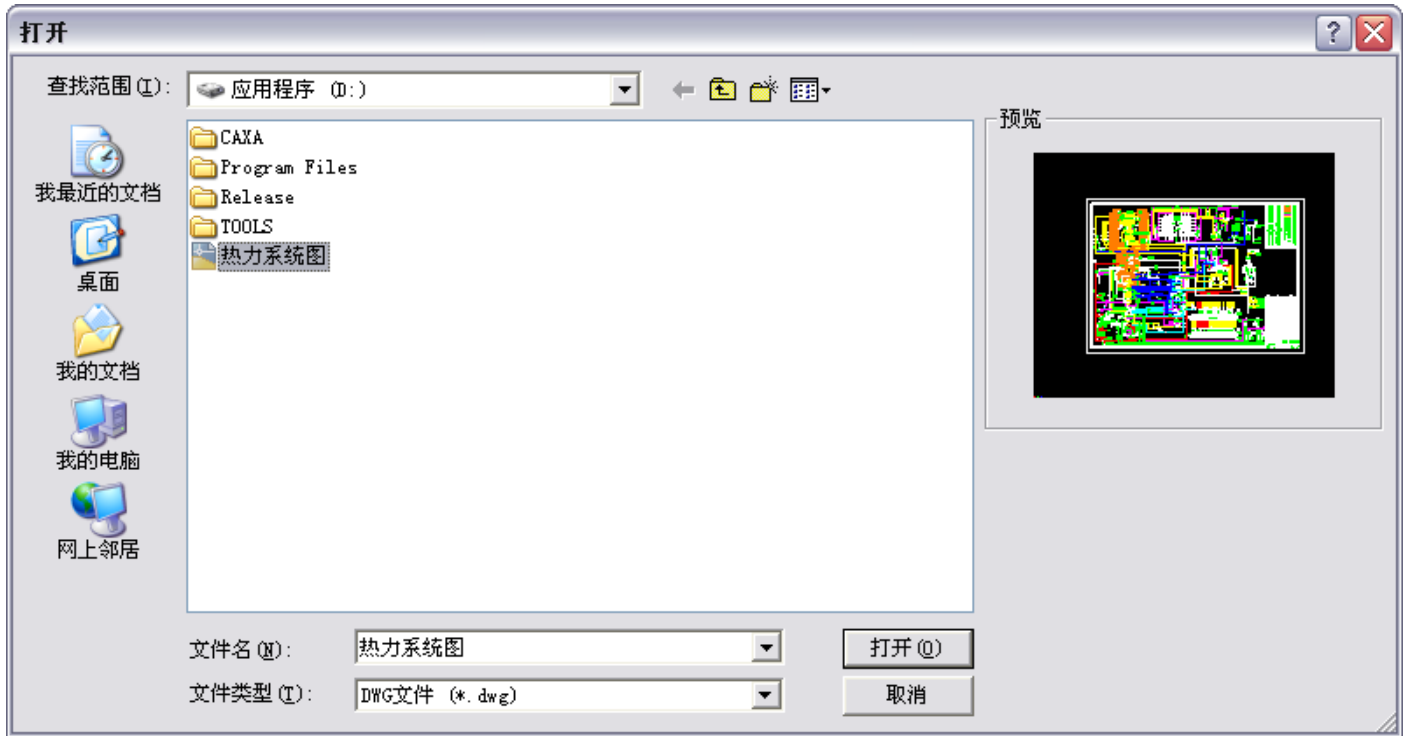 打开
查找范围(I):
应用程序 (D:)
预览
CAXA
Program Files
Release
TOOLS
热力系统图
我最近的文档
桌面
我的文档
我的电脑
网上邻居
文件名(N):
热力系统图
打开(O)
文件类型(T):
DWG文件 (*.dwg)
取消